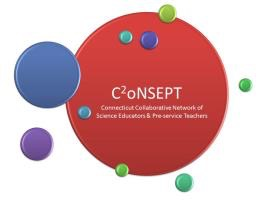 C²oNSEPT
Connecticut Collaborative Network of
Science Educators & Pre-service Teachers